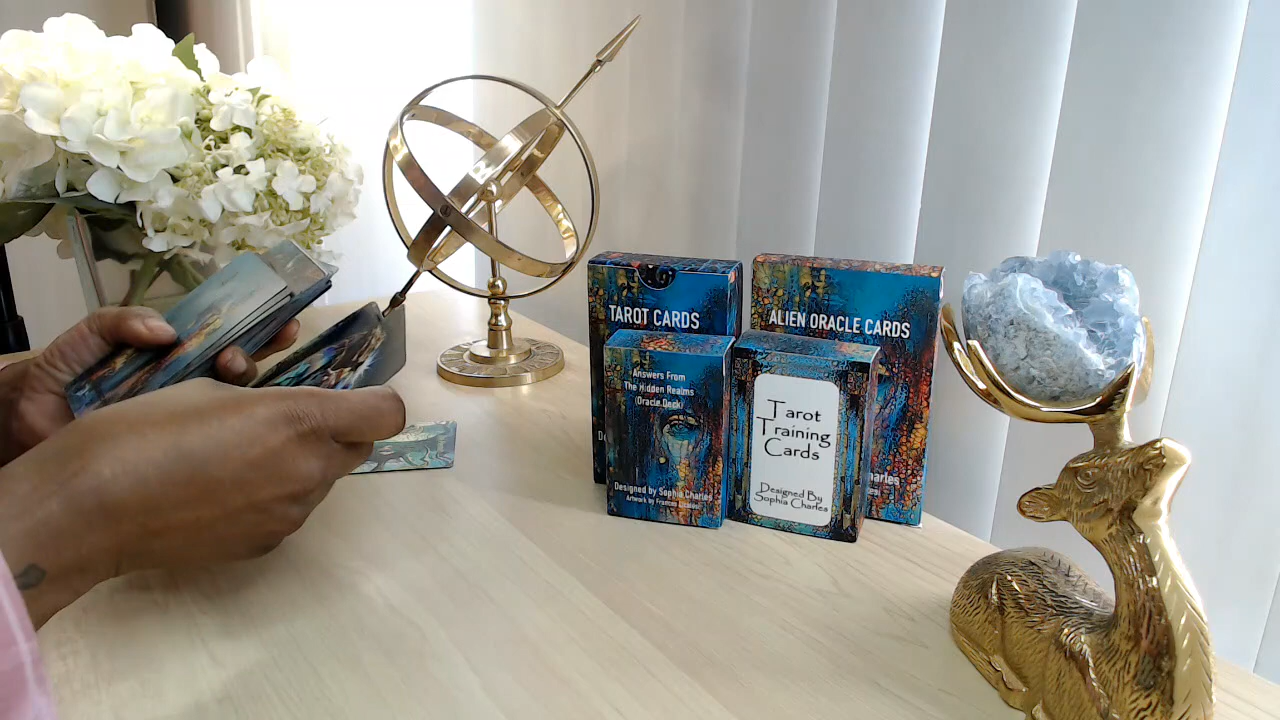 TAROT CARDS
ALIEN ORACLE CARDS
Answers From
The Hidden Realms
(Oracle Deck)
Designed by Sophia Charles
Tarot
Training
Cards
Designed By
Sophia Charles